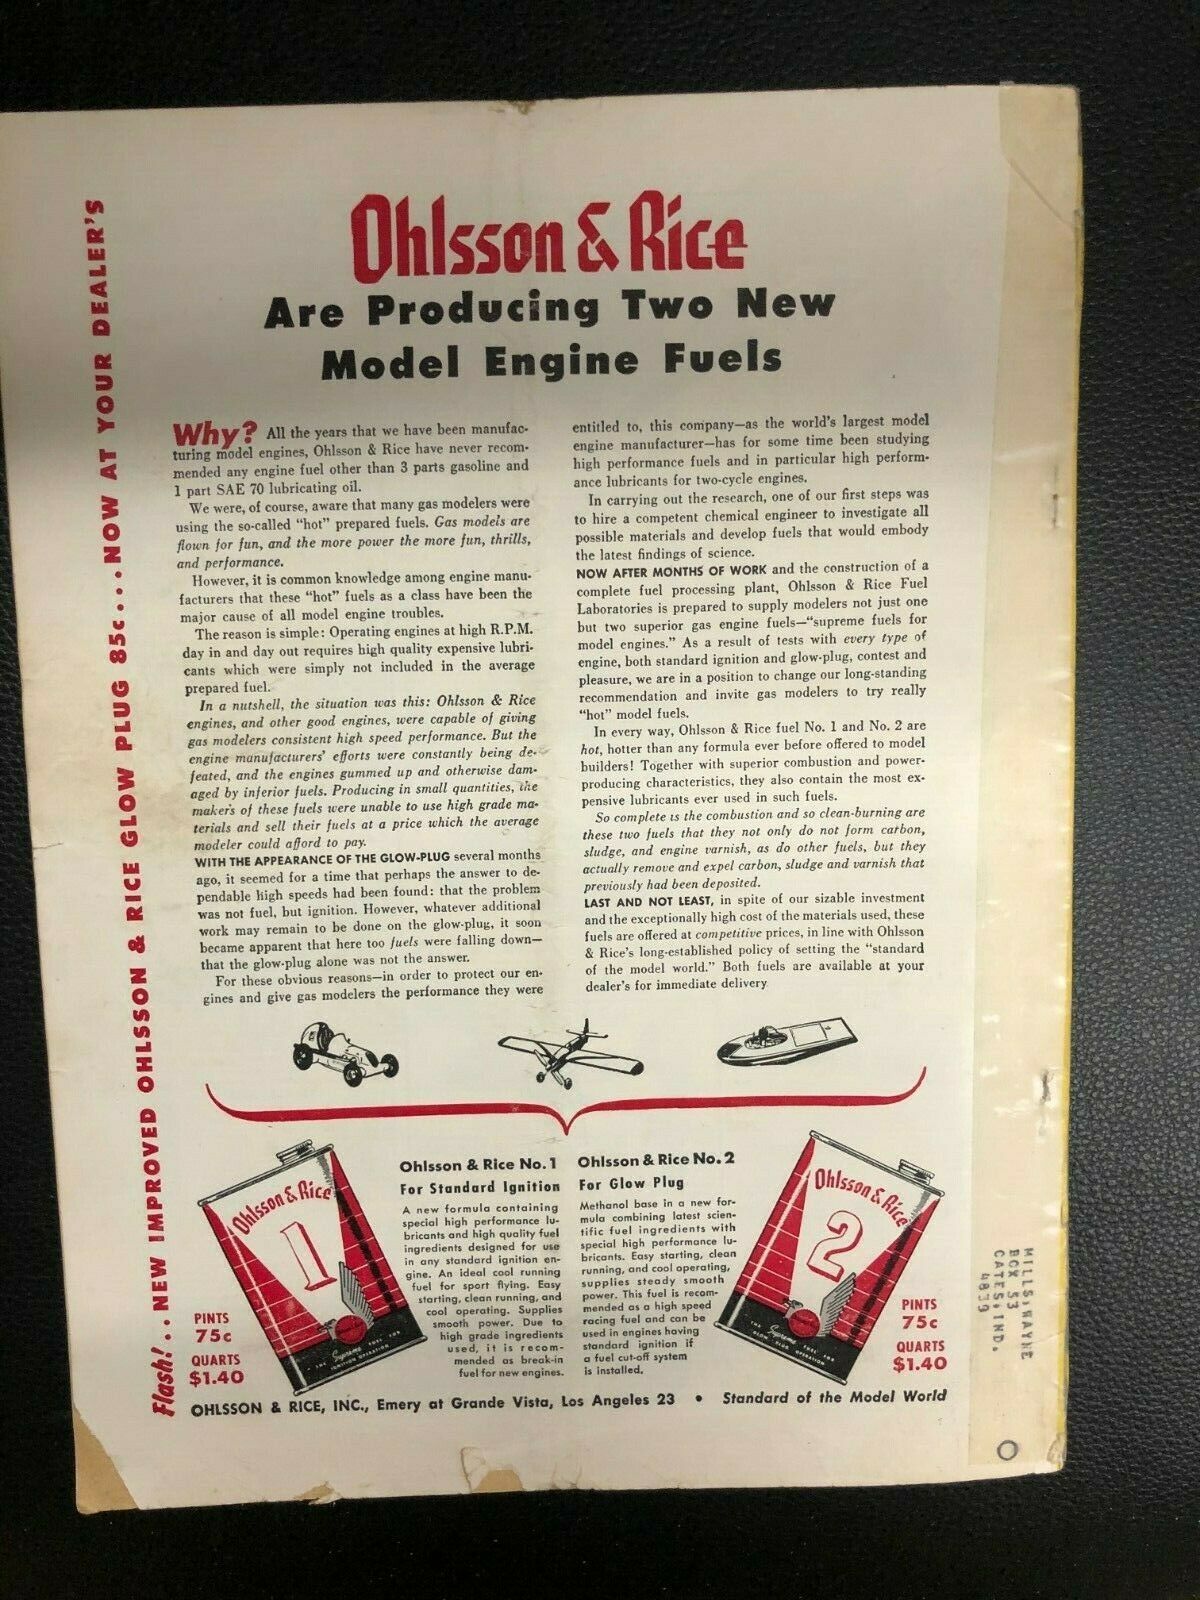 Flash!..NEW IMPROVED OHLSSON & RICE GLOW PLUG 85c....NOW AT YOUR DEALER'S
Ohlsson & Rice
Are Producing Two New
Model Engine Fuels
Why? All the years that we have been manufac-
turing model engines, Ohlsson & Rice have never recom-
mended any engine fuel other than 3 parts gasoline and
1 part SAE 70 lubricating oil.
We were, of course, aware that many gas modelers were
using the so-called "hot" prepared fuels. Gas models are
flown for fun, and the more power the more fun, thrills,
and performance.
However, it is common knowledge among engine manu-
facturers that these "hot" fuels as a class have been the
major cause of all model engine troubles.
The reason is simple: Operating engines at high R.P.M.
day in and day out requires high quality expensive lubri-
cants which were simply not included in the average
prepared fuel.
In a nutshell, the situation was this: Ohlsson & Rice
engines, and other good engines, were capable of giving
gas modelers consistent high speed performance. But the
engine manufacturers' efforts were constantly being de-
feated, and the engines gummed up and otherwise dam-
aged by inferior fuels. Producing in small quantities, the
makers of these fuels were unable to use high grade ma-
terials and sell their fuels at a price which the average
modeler could afford to pay.
WITH THE APPEARANCE OF THE GLOW-PLUG several months
ago, it seemed for a time that perhaps the answer to de-
pendable high speeds had been found: that the problem
was not fuel, but ignition. However, whatever additional
work may remain to be done on the glow-plug, it soon
became apparent that here too fuels were falling down—
that the glow-plug alone was not the answer.
For these obvious reasons—in order to protect our en-
gines and give gas modelers the performance they were
entitled to, this company—as the world's largest model
engine manufacturer—has for some time been studying
high performance fuels and in particular high perform-
ance lubricants for two-cycle engines.
In carrying out the research, one of our first steps was
to hire a competent chemical engineer to investigate all
possible materials and develop fuels that would embody
the latest findings of science.
NOW AFTER MONTHS OF WORK and the construction of a
complete fuel processing plant, Ohlsson & Rice Fuel
Laboratories is prepared to supply modelers not just one
but two superior gas engine fuels—"supreme fuels for
model engines." As a result of tests with every type of
engine, both standard ignition and glow-plug, contest and
pleasure, we are in a position to change our long-standing
recommendation and invite gas modelers to try really
"hot" model fuels.
In every way, Ohlsson & Rice fuel No. 1 and No. 2 are
hot, hotter than any formula ever before offered to model
builders! Together with superior combustion and power-
producing characteristics, they also contain the most ex-
pensive lubricants ever used in such fuels.
So complete is the combustion and so clean-burning are
these two fuels that they not only do not form carbon,
sludge, and engine varnish, as do other fuels, but they
actually remove and expel carbon, sludge and varnish that
previously had been deposited.
LAST AND NOT LEAST, in spite of our sizable investment
and the exceptionally high cost of the materials used, these
fuels are offered at competitive prices, in line with Ohlsson
& Rice's long-established policy of setting the "standard
of the model world." Both fuels are available at your
dealer's for immediate delivery
Ohlsson & Rice
1
THE Supreme FUEL FOR
IGNITION OPERATION
PINTS
75c
QUARTS
$1.40
Ohlsson & Rice No. 1
For Standard Ignition
A new formula containing
special high performance lu-
bricants and high quality fuel
ingredients designed for use
in any standard ignition en-
gine. An ideal cool running
fuel for sport flying. Easy
starting, clean running, and
cool operating. Supplies
smooth power. Due to
high grade ingredients
used, it is recom-
mended as break-in
fuel for new engines.
Ohlsson & Rice No. 2
For Glow Plug
Methanol base in a new for-
mula combining latest scien-
tific fuel ingredients with
special high performance lu-
bricants. Easy starting, clean
running, and cool operating,
supplies steady smooth
power. This fuel is recom-
mended as a high speed
racing fuel and can be
used in engines having
standard ignition if
a fuel cut-off system
is installed.
Ohlsson & Rice
2
THE Supreme FUEL FOR
GLOW PLUG OPERATION
PINTS
75c
QUARTS
$1.40
OHLSSON & RICE, INC., Emery at Grande Vista, Los Angeles 23 • Standard of the Model World
MILLS,WAYNE
BOX 53
CATES,IND.
4839